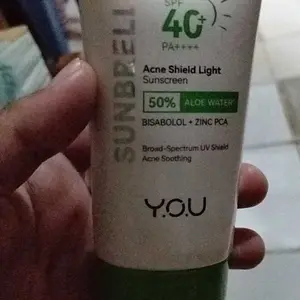 SUNBRELL
SPF
40+
PA++++
Acne Shield Light
Sunscreen
50% ALOE WATER
BISABOLOL + ZINC PCA
Broad-Spectrum UV Shield
Acne Soothing
Y.O.U